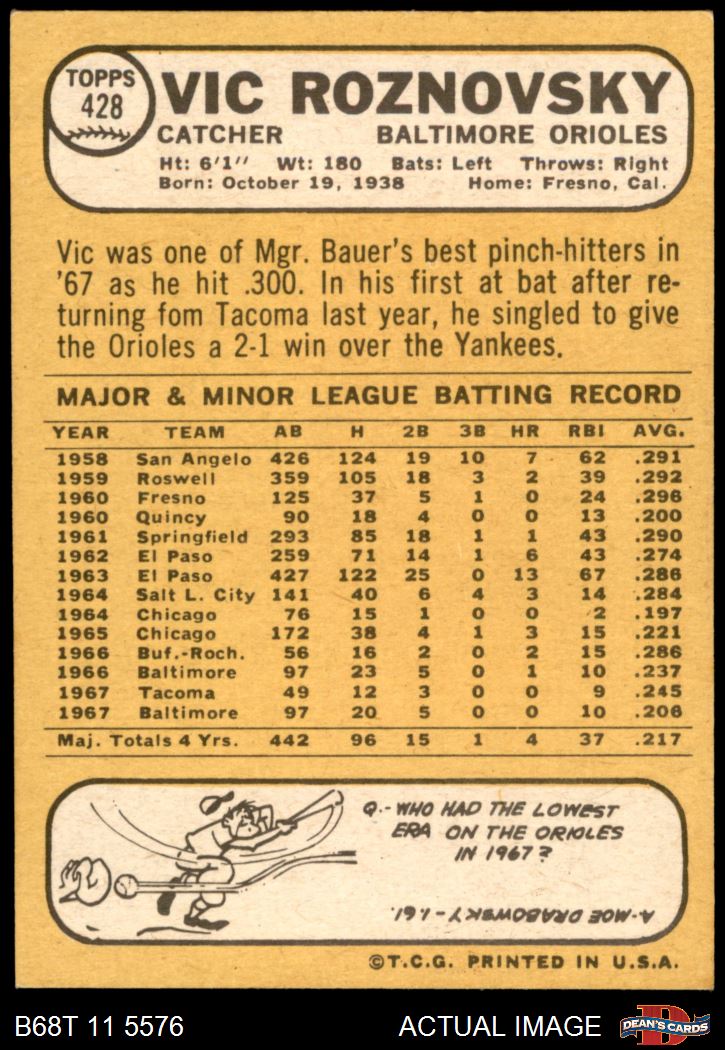 TOPPS
428
VIC ROZNOVSKY
CATCHER BALTIMORE ORIOLES
Ht: 6'1" Wt: 180 Bats: Left Throws: Right
Born: October 19, 1938 Home: Fresno, Cal.
Vic was one of Mgr. Bauer's best pinch-hitters in
'67 as he hit .300. In his first at bat after re-
turning fom Tacoma last year, he singled to give
the Orioles a 2-1 win over the Yankees.
MAJOR & MINOR LEAGUE BATTING RECORD
YEAR TEAM AB H 2B 3B HR RBI AVG.
1958 San Angelo 426 124 19 10 7 62 .291
1959 Roswell 359 105 18 3 2 39 .292
1960 Fresno 125 37 5 1 0 24 .296
1960 Quincy 90 18 4 0 0 13 .200
1961 Springfield 293 85 18 1 1 43 .290
1962 El Paso 259 71 14 1 6 43 .274
1963 El Paso 427 122 25 0 13 67 .286
1964 Salt L. City 141 40 6 4 3 14 .284
1964 Chicago 76 15 1 0 0 2 .197
1965 Chicago 172 38 4 1 3 15 .221
1966 Buf.-Roch. 56 16 2 0 2 15 .286
1966 Baltimore 97 23 5 0 1 10 .237
1967 Tacoma 49 12 3 0 0 9 .245
1967 Baltimore 97 20 5 0 0 10 .206
Maj. Totals 4 Yrs. 442 96 15 1 4 37 .217
Q.- WHO HAD THE LOWEST
ERA ON THE ORIOLES
IN 1967?
A-MOE DRABOWSKY-1.61.
©T.C.G. PRINTED IN U.S.A.
B68T 11 5576 ACTUAL IMAGE D DEAN'S CARDS